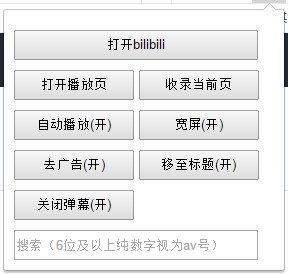 打开bilibili
打开播放页 收录当前页
自动播放(开) 宽屏(开)
去广告(开) 移至标题(开)
关闭弹幕(开)
搜索（6位及以上纯数字视为av号）